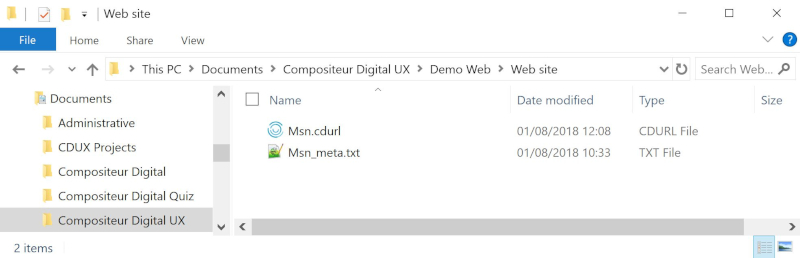 Web site
File Home Share View
This PC Documents Compositeur Digital UX Demo Web Web site Search Web...
Documents Name Date modified Type Size
Administrative
Msn.cdurl 01/08/2018 12:08 CDURL File
CDUX Projects
Msn_meta.txt 01/08/2018 10:33 TXT File
Compositeur Digital
Compositeur Digital Quiz
Compositeur Digital UX
2 items